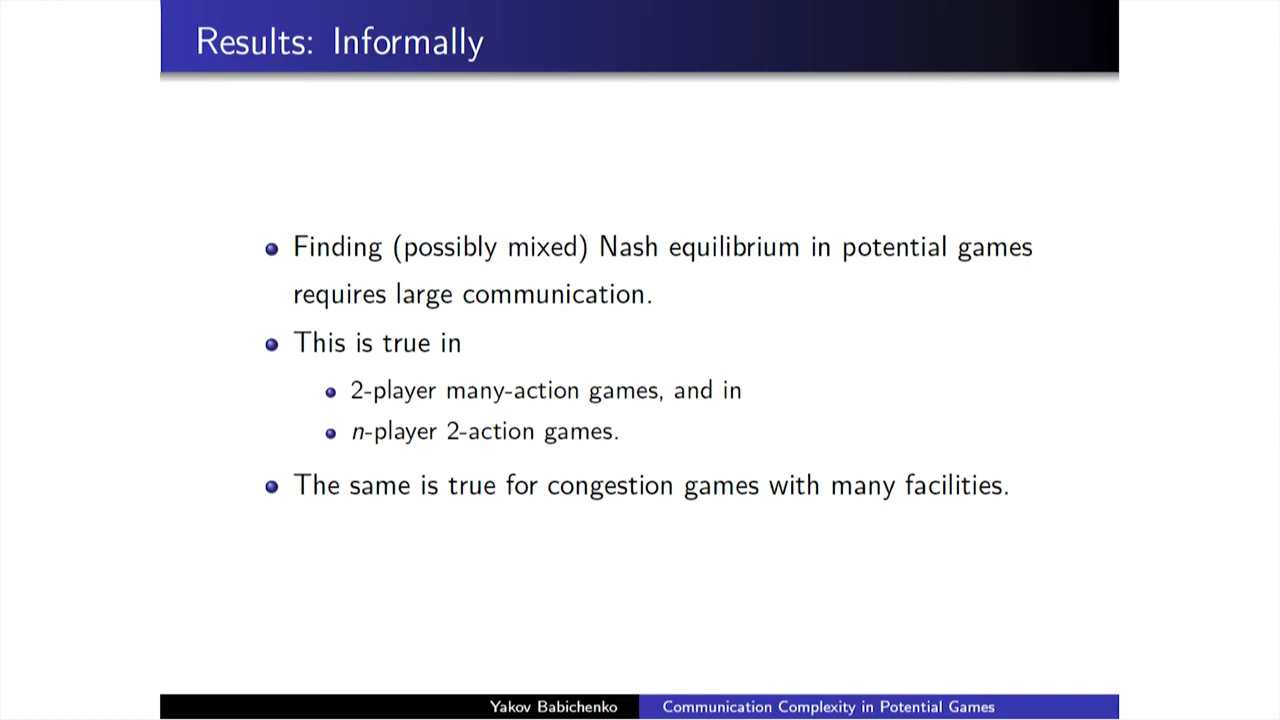 Results: Informally
Finding (possibly mixed) Nash equilibrium in potential games
requires large communication.
This is true in
2-player many-action games, and in
n-player 2-action games.
The same is true for congestion games with many facilities.
Yakov Babichenko
Communication Complexity in Potential Games